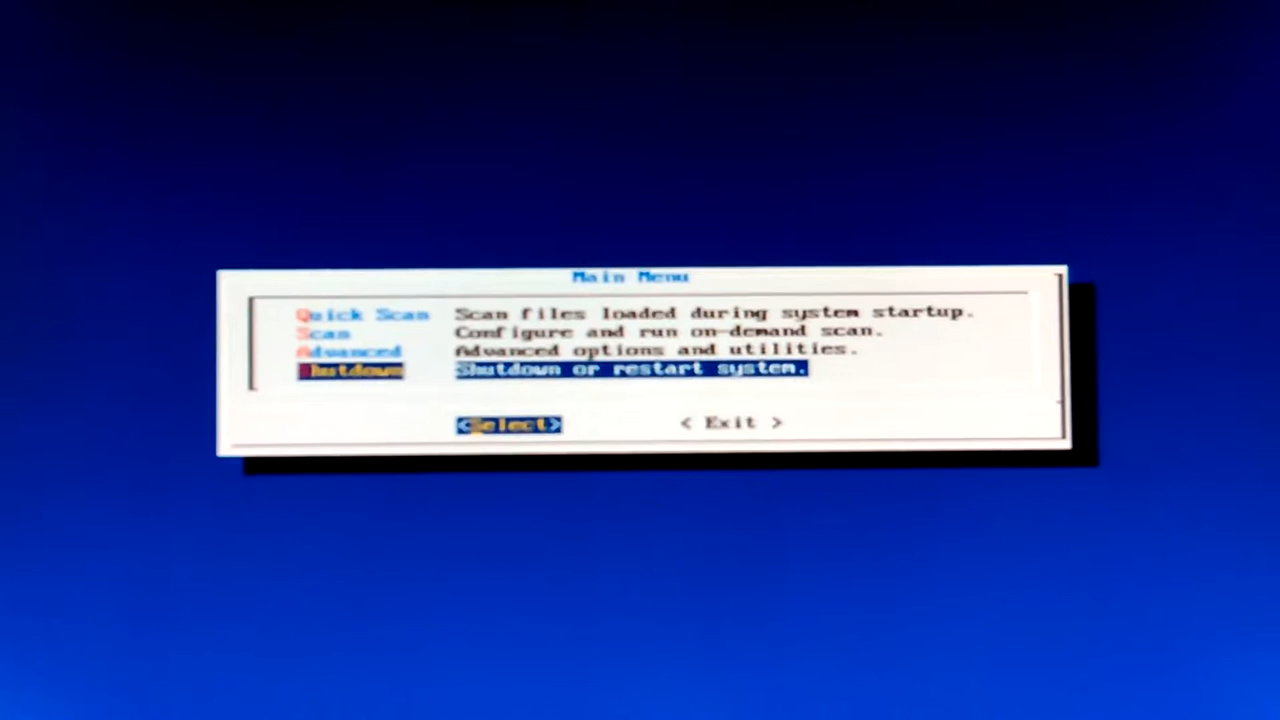 Main Menu
Quick Scan Scan files loaded during system startup.
Scan Configure and run on-demand scan.
Advanced Advanced options and utilities.
Shutdown Shutdown or restart system.
<Select> < Exit >